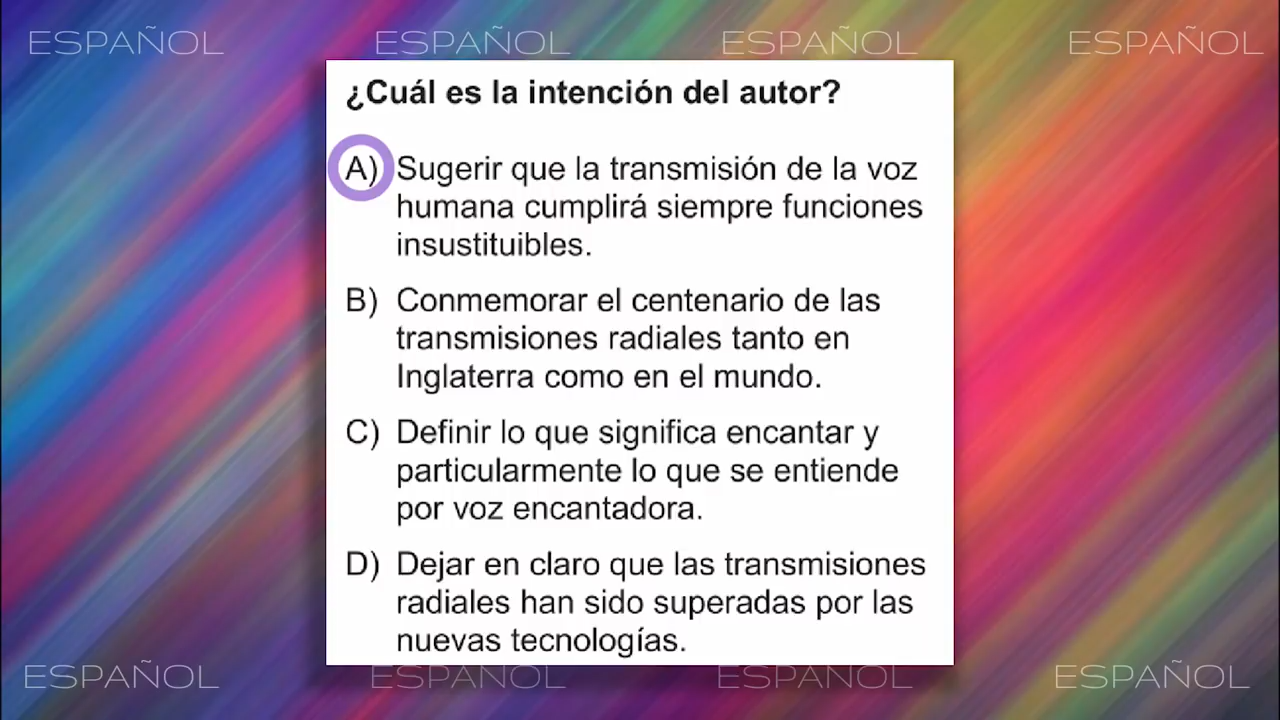 ESPAÑOL ESPAÑOL ESPAÑOL ESPAÑOL
¿Cuál es la intención del autor?
A) Sugerir que la transmisión de la voz
humana cumplirá siempre funciones
insustituibles.
B) Conmemorar el centenario de las
transmisiones radiales tanto en
Inglaterra como en el mundo.
C) Definir lo que significa encantar y
particularmente lo que se entiende
por voz encantadora.
D) Dejar en claro que las transmisiones
radiales han sido superadas por las
nuevas tecnologías.
ESPAÑOL ESPAÑOL ESPAÑOL ESPAÑOL